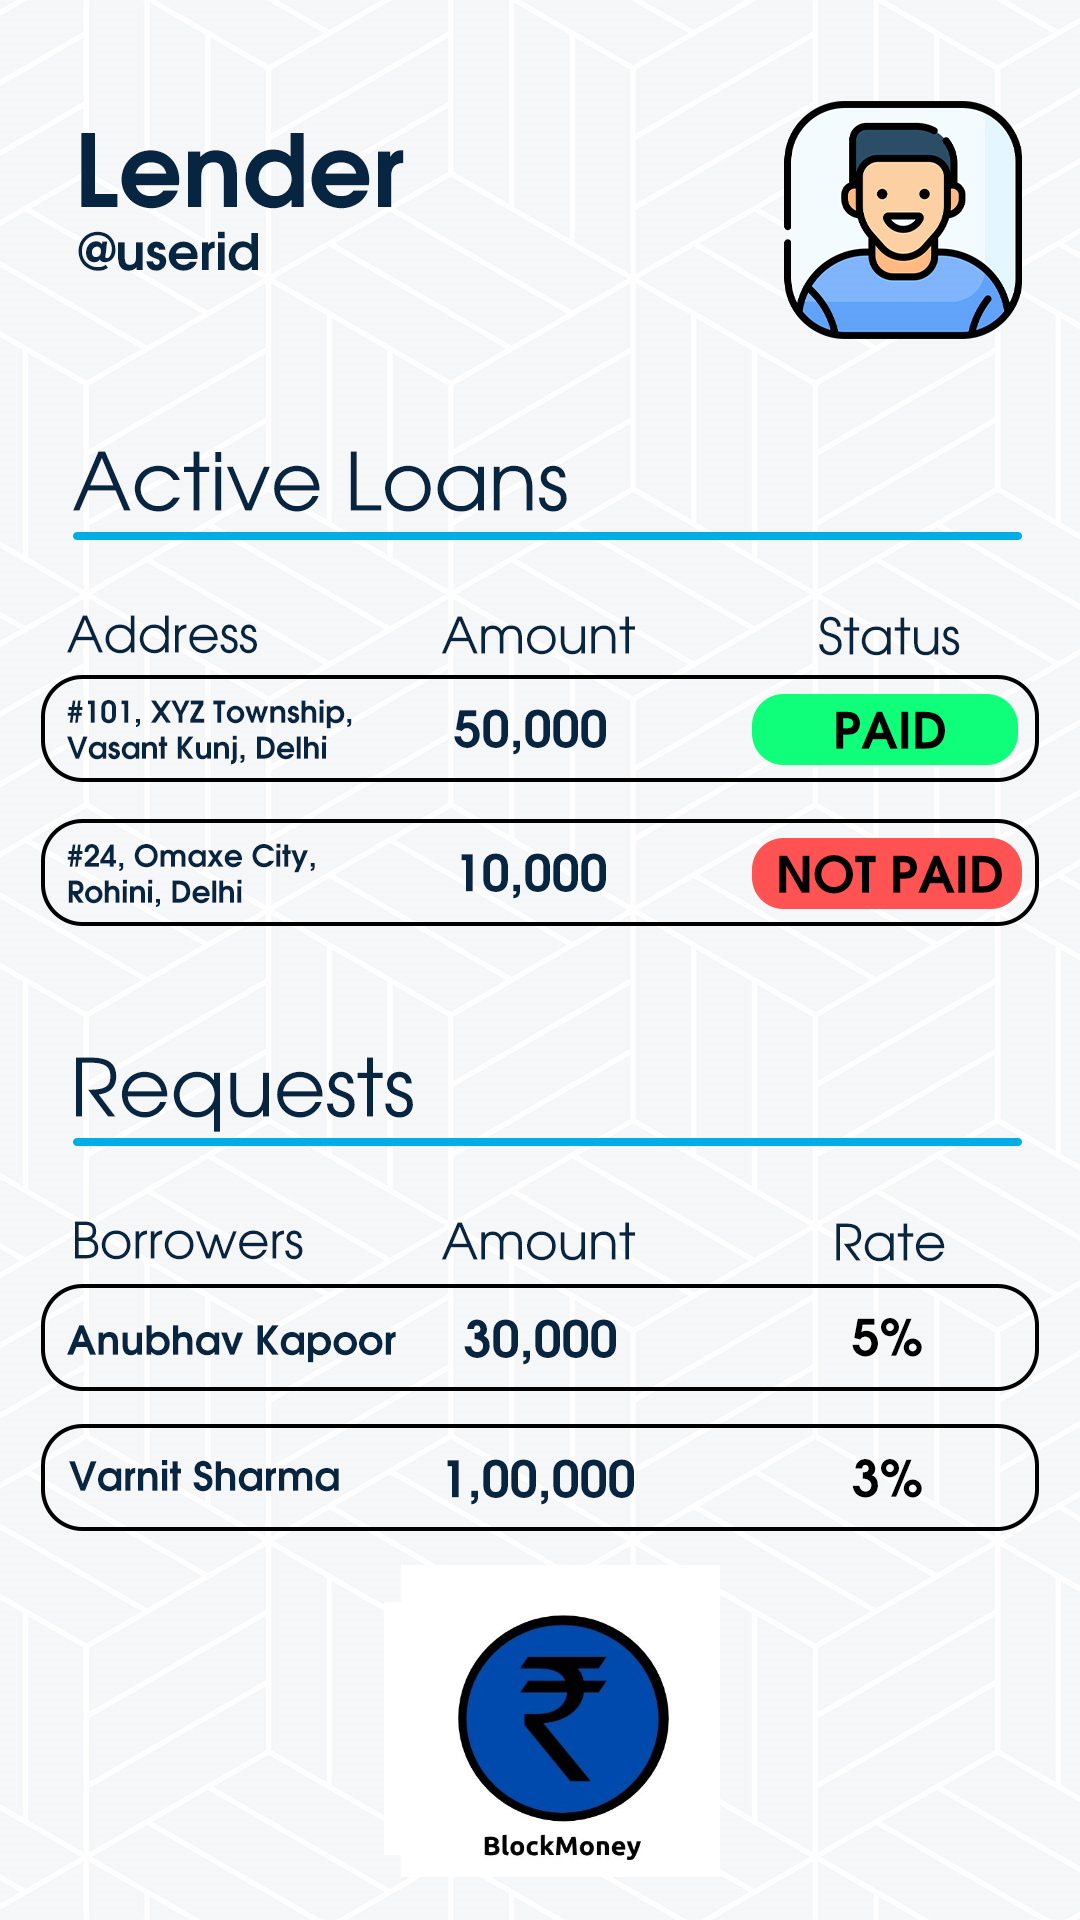 Lender
@userid
Active Loans
Address Amount Status
#101, XYZ Township,
Vasant Kunj, Delhi
50,000
PAID
#24, Omaxe City,
Rohini, Delhi
10,000
NOT PAID
Requests
Borrowers Amount Rate
Anubhav Kapoor 30,000 5%
Varnit Sharma 1,00,000 3%
₹
BlockMoney